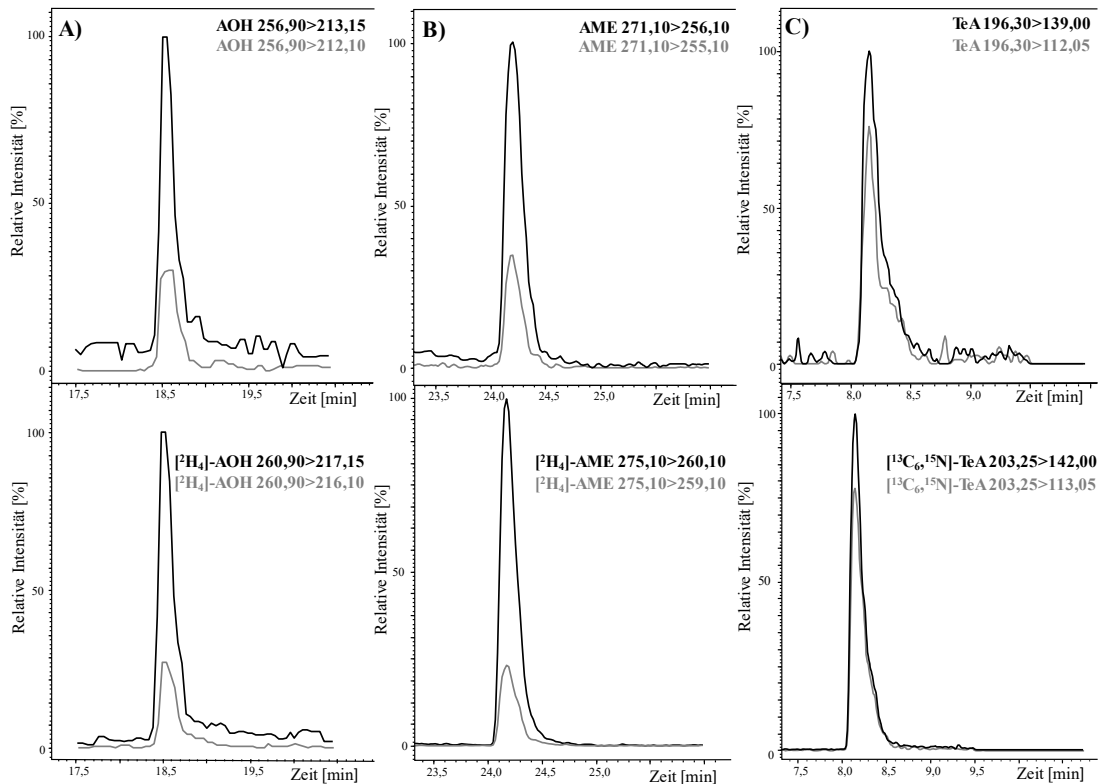 A)
AOH 256,90>213,15
AOH 256,90>212,10
100
50
0
Relative Intensität [%]
17,5
18,5
19,5
Zeit [min]
B)
AME 271,10>256,10
AME 271,10>255,10
100
50
0
Relative Intensität [%]
23,5
24,0
24,5
25,0
Zeit [min]
C)
TeA 196,30>139,00
TeA 196,30>112,05
100
50
0
Relative Intensität [%]
7,5
8,0
8,5
9,0
Zeit [min]
[²H₄]-AOH 260,90>217,15
[²H₄]-AOH 260,90>216,10
100
50
0
Relative Intensität [%]
17,5
18,5
19,5
Zeit [min]
[²H₄]-AME 275,10>260,10
[²H₄]-AME 275,10>259,10
100
50
0
Relative Intensität [%]
23,5
24,0
24,5
25,0
Zeit [min]
[¹³C₆,¹⁵N]-TeA 203,25>142,00
[¹³C₆,¹⁵N]-TeA 203,25>113,05
100
50
0
Relative Intensität [%]
7,5
8,0
8,5
9,0
9,5
Zeit [min]